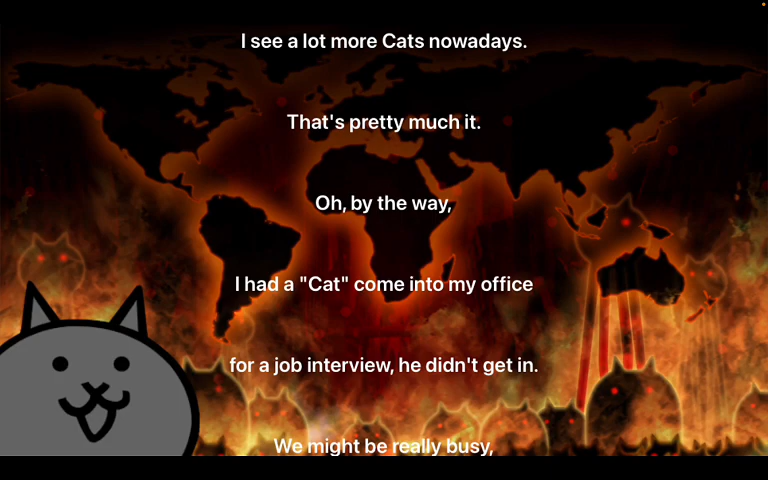 I see a lot more Cats nowadays.
That's pretty much it.
Oh, by the way,
I had a "Cat" come into my office
for a job interview, he didn't get in.
We might be really busy,